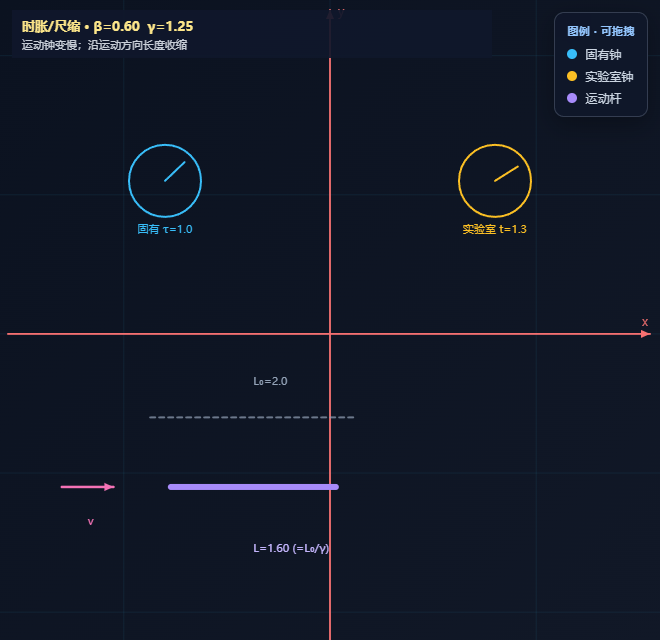 时胀/尺缩 · β=0.60 γ=1.25
运动钟变慢；沿运动方向长度收缩
图例 · 可拖拽
固有钟
实验室钟
运动杆
固有 τ=1.0
实验室 t=1.3
x
L₀=2.0
v
L=1.60 (=L₀/γ)